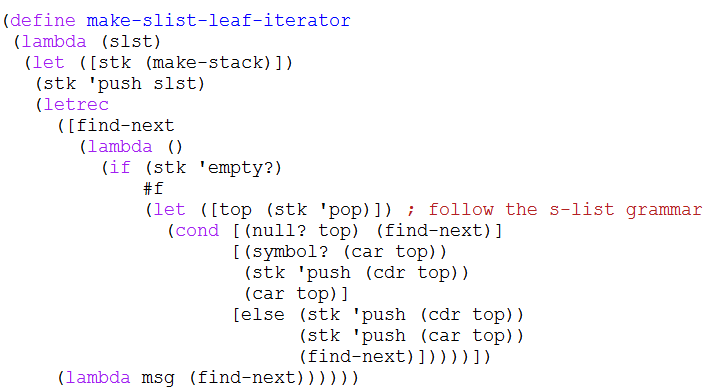 (define make-slist-leaf-iterator
(lambda (slst)
(let ([stk (make-stack)])
(stk 'push slst)
(letrec
([find-next
(lambda ()
(if (stk 'empty?)
#f
(let ([top (stk 'pop)]) ; follow the s-list grammar
(cond [(null? top) (find-next)]
[(symbol? (car top))
(stk 'push (cdr top))
(car top)]
[else (stk 'push (cdr top))
(stk 'push (car top))
(find-next)]))))])
(lambda msg (find-next))))))